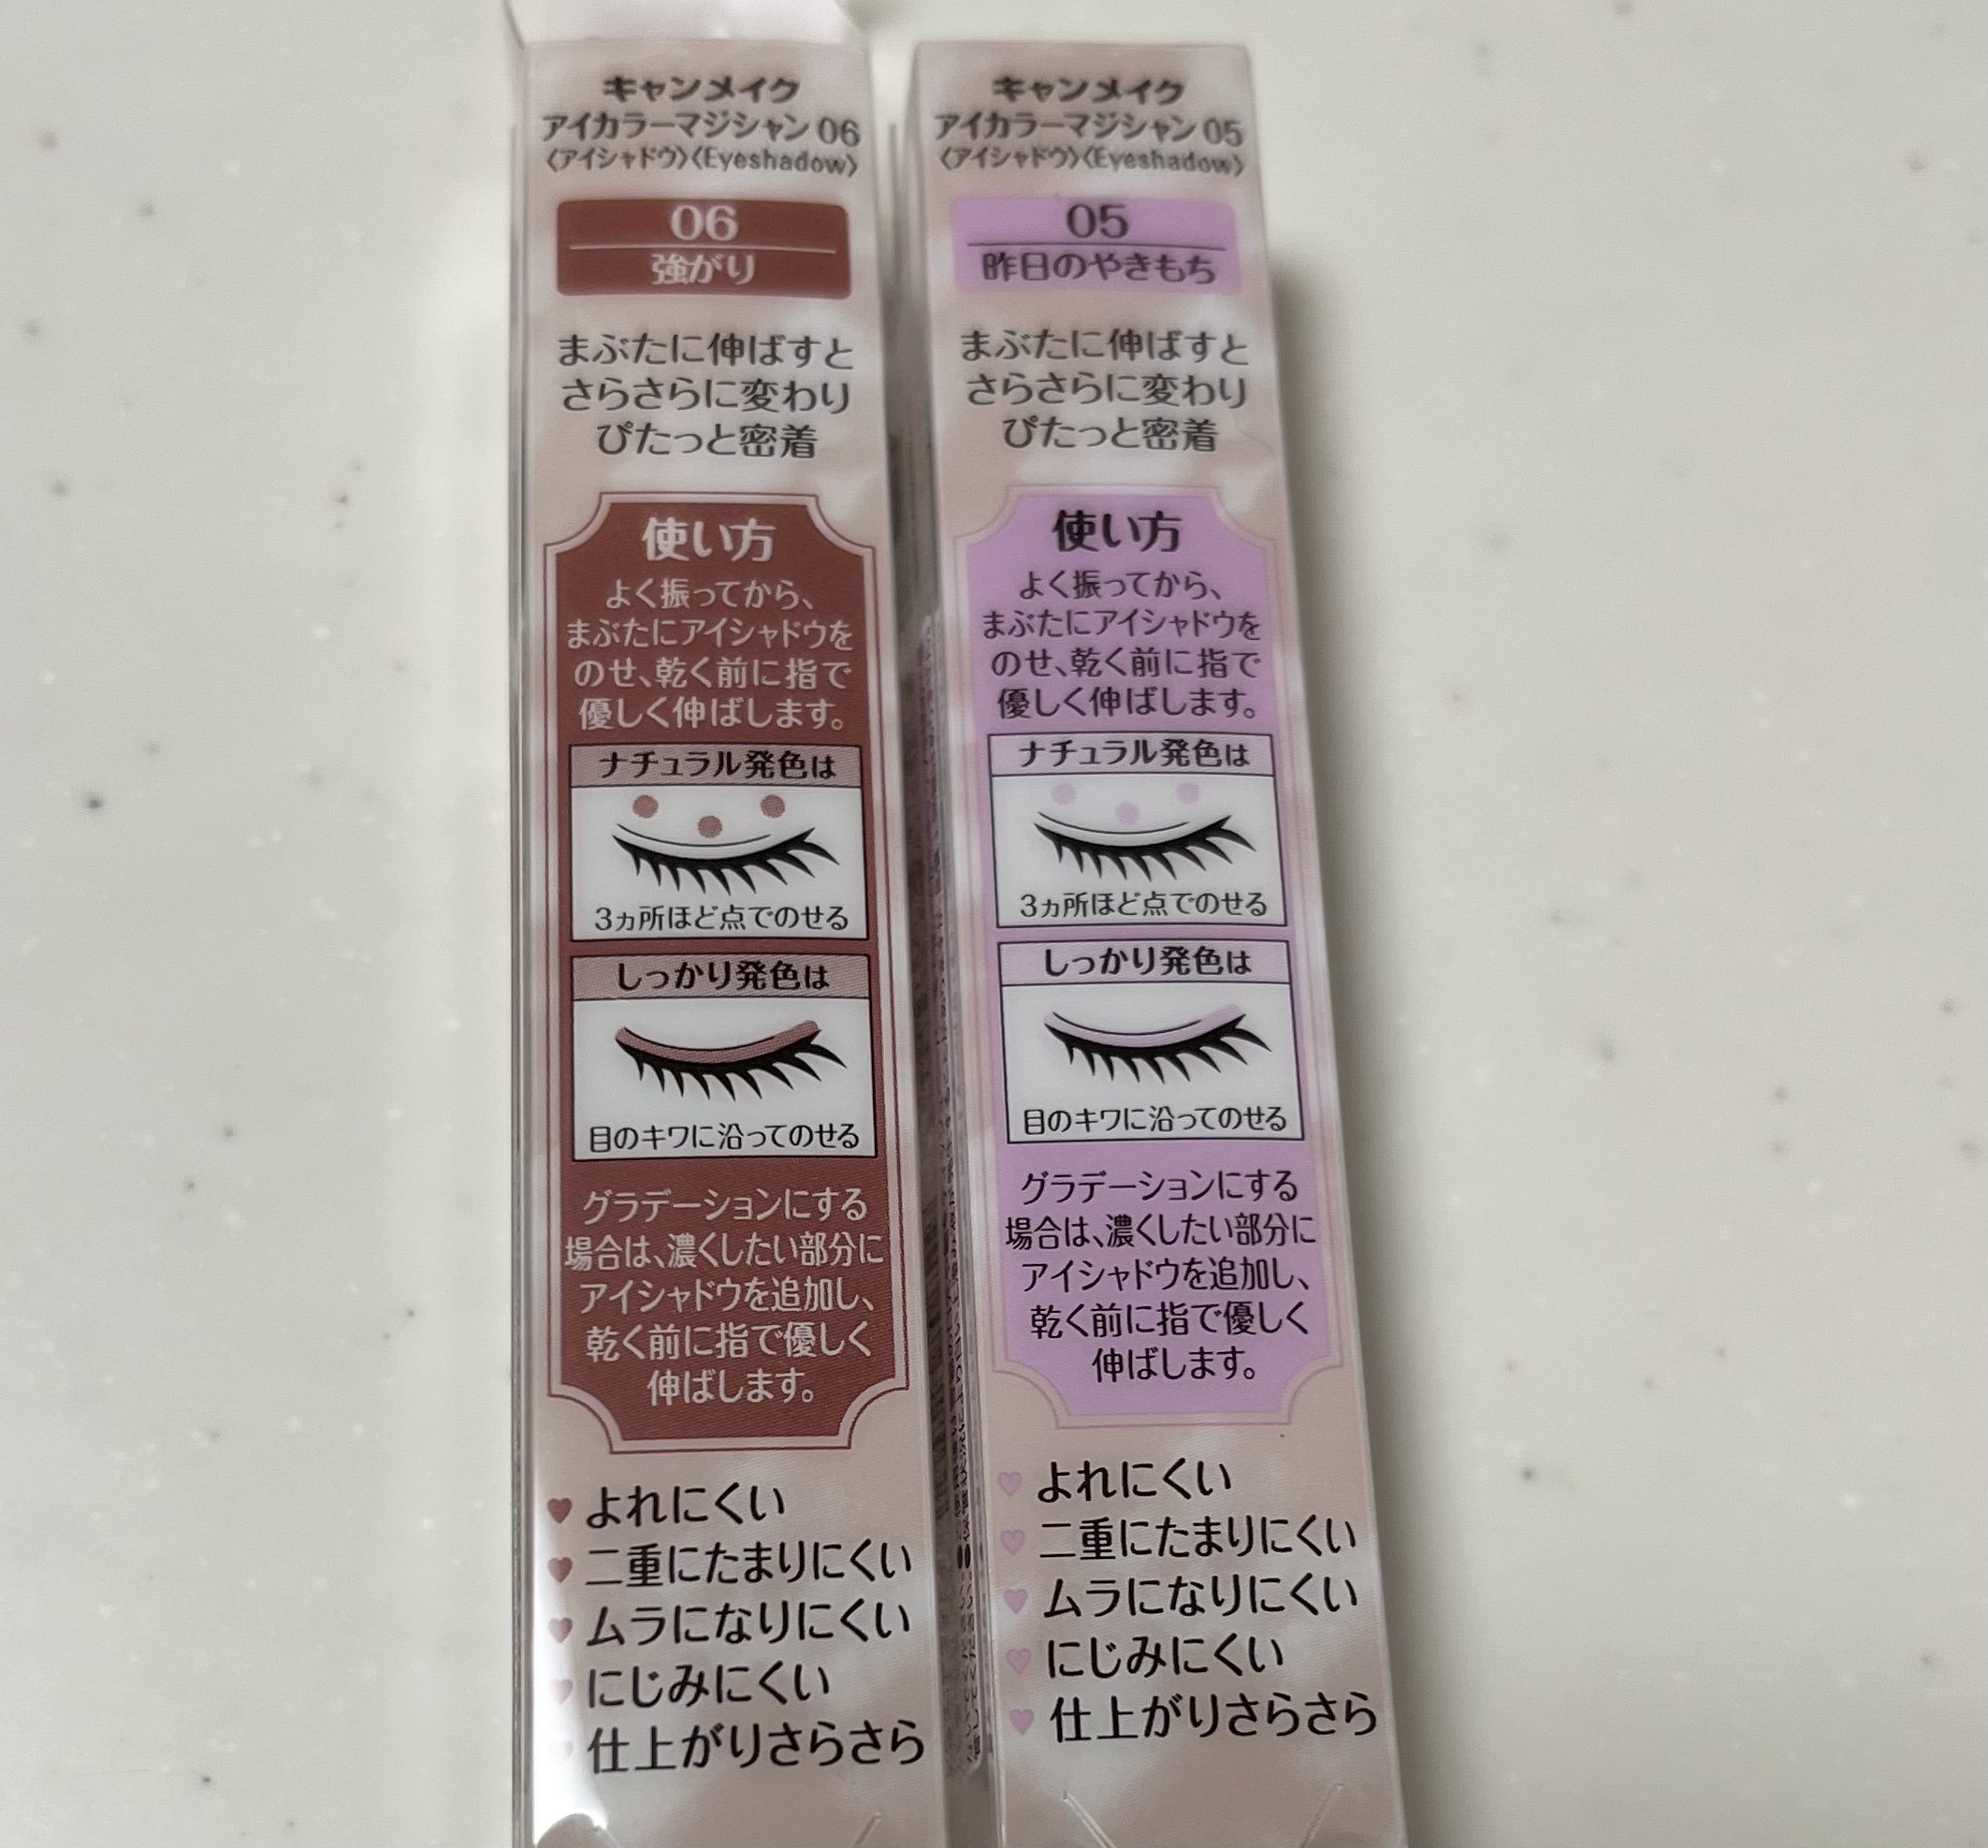 キャンメイク
アイカラーマジシャン06
〈アイシャドウ〉〈Eyeshadow〉
06
強がり
まぶたに伸ばすと
さらさらに変わり
ぴたっと密着
使い方
よく振ってから、
まぶたにアイシャドウを
のせ、乾く前に指で
優しく伸ばします。
ナチュラル発色は
3ヵ所ほど点でのせる
しっかり発色は
目のキワに沿ってのせる
グラデーションにする
場合は、濃くしたい部分に
アイシャドウを追加し、
乾く前に指で優しく
伸ばします。
よれにくい
二重にたまりにくい
ムラになりにくい
にじみにくい
仕上がりさらさら
キャンメイク
アイカラーマジシャン05
〈アイシャドウ〉〈Eyeshadow〉
05
昨日のやきもち
まぶたに伸ばすと
さらさらに変わり
ぴたっと密着
使い方
よく振ってから、
まぶたにアイシャドウを
のせ、乾く前に指で
優しく伸ばします。
ナチュラル発色は
3ヵ所ほど点でのせる
しっかり発色は
目のキワに沿ってのせる
グラデーションにする
場合は、濃くしたい部分に
アイシャドウを追加し、
乾く前に指で優しく
伸ばします。
よれにくい
二重にたまりにくい
ムラになりにくい
にじみにくい
仕上がりさらさら